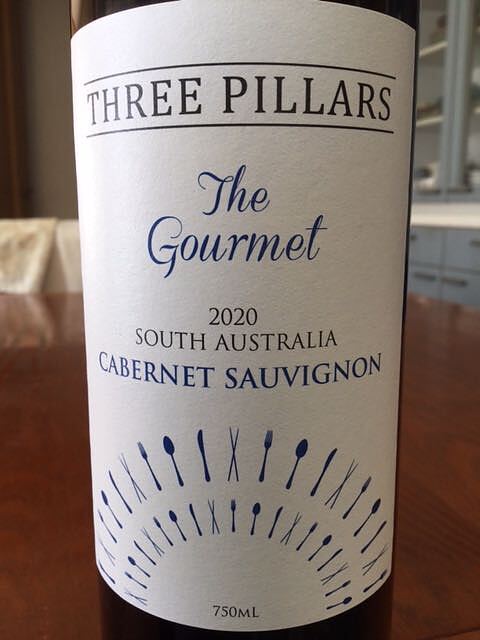 THREE PILLARS
The
Gourmet
2020
SOUTH AUSTRALIA
CABERNET SAUVIGNON
750ML